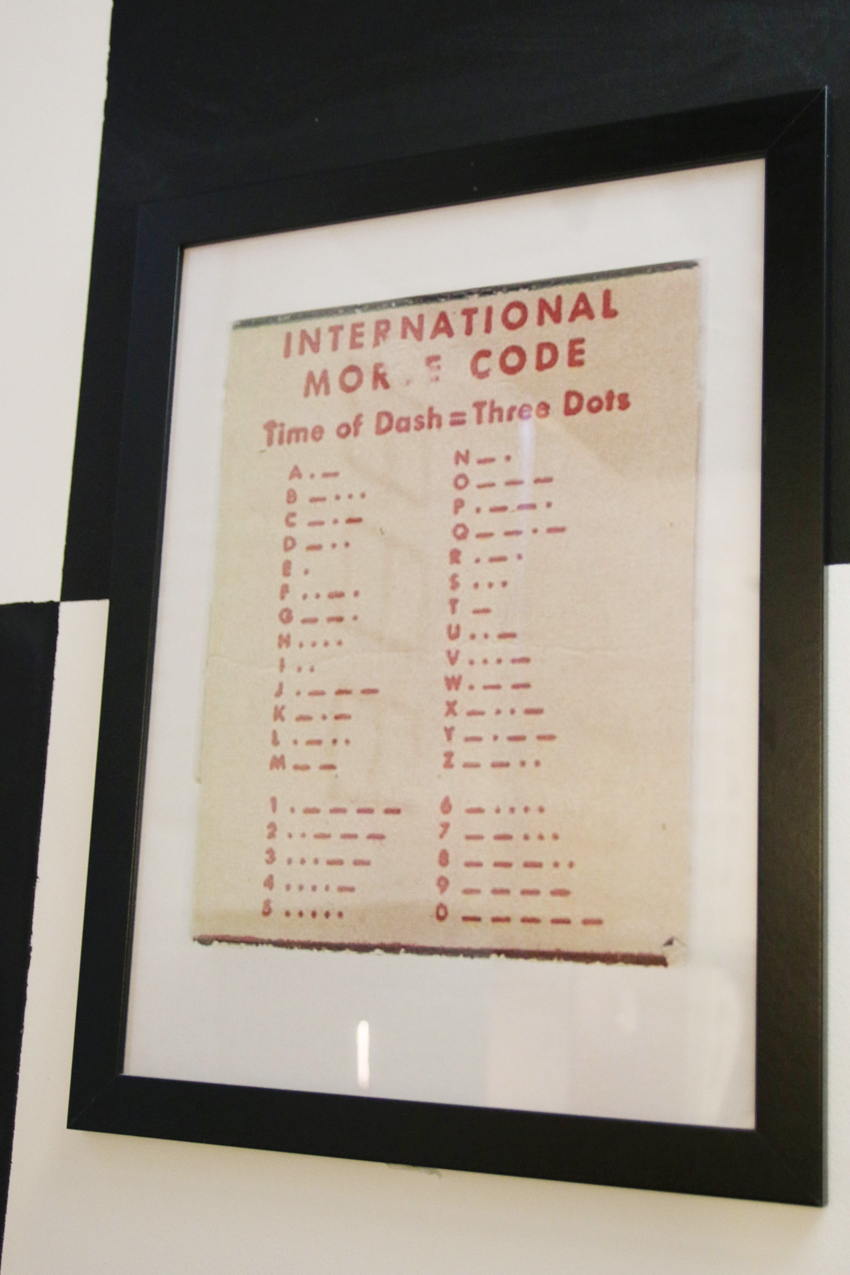 INTERNATIONAL
MORSE CODE
Time of Dash = Three Dots
A . —
B — . . .
C — . —
D — . .
E .
F . . — .
G — — .
H . . . .
I . .
J . — — —
K — . —
L . — . .
M — —
N — .
O — — —
P . — — .
Q — — . —
R . — .
S . . .
T —
U . . —
V . . . —
W . — —
X — . . —
Y — . — —
Z — — . .
1 . — — — —
2 . . — — —
3 . . . — —
4 . . . . —
5 . . . . .
6 — . . . .
7 — — . . .
8 — — — . .
9 — — — —
0 — — — — —